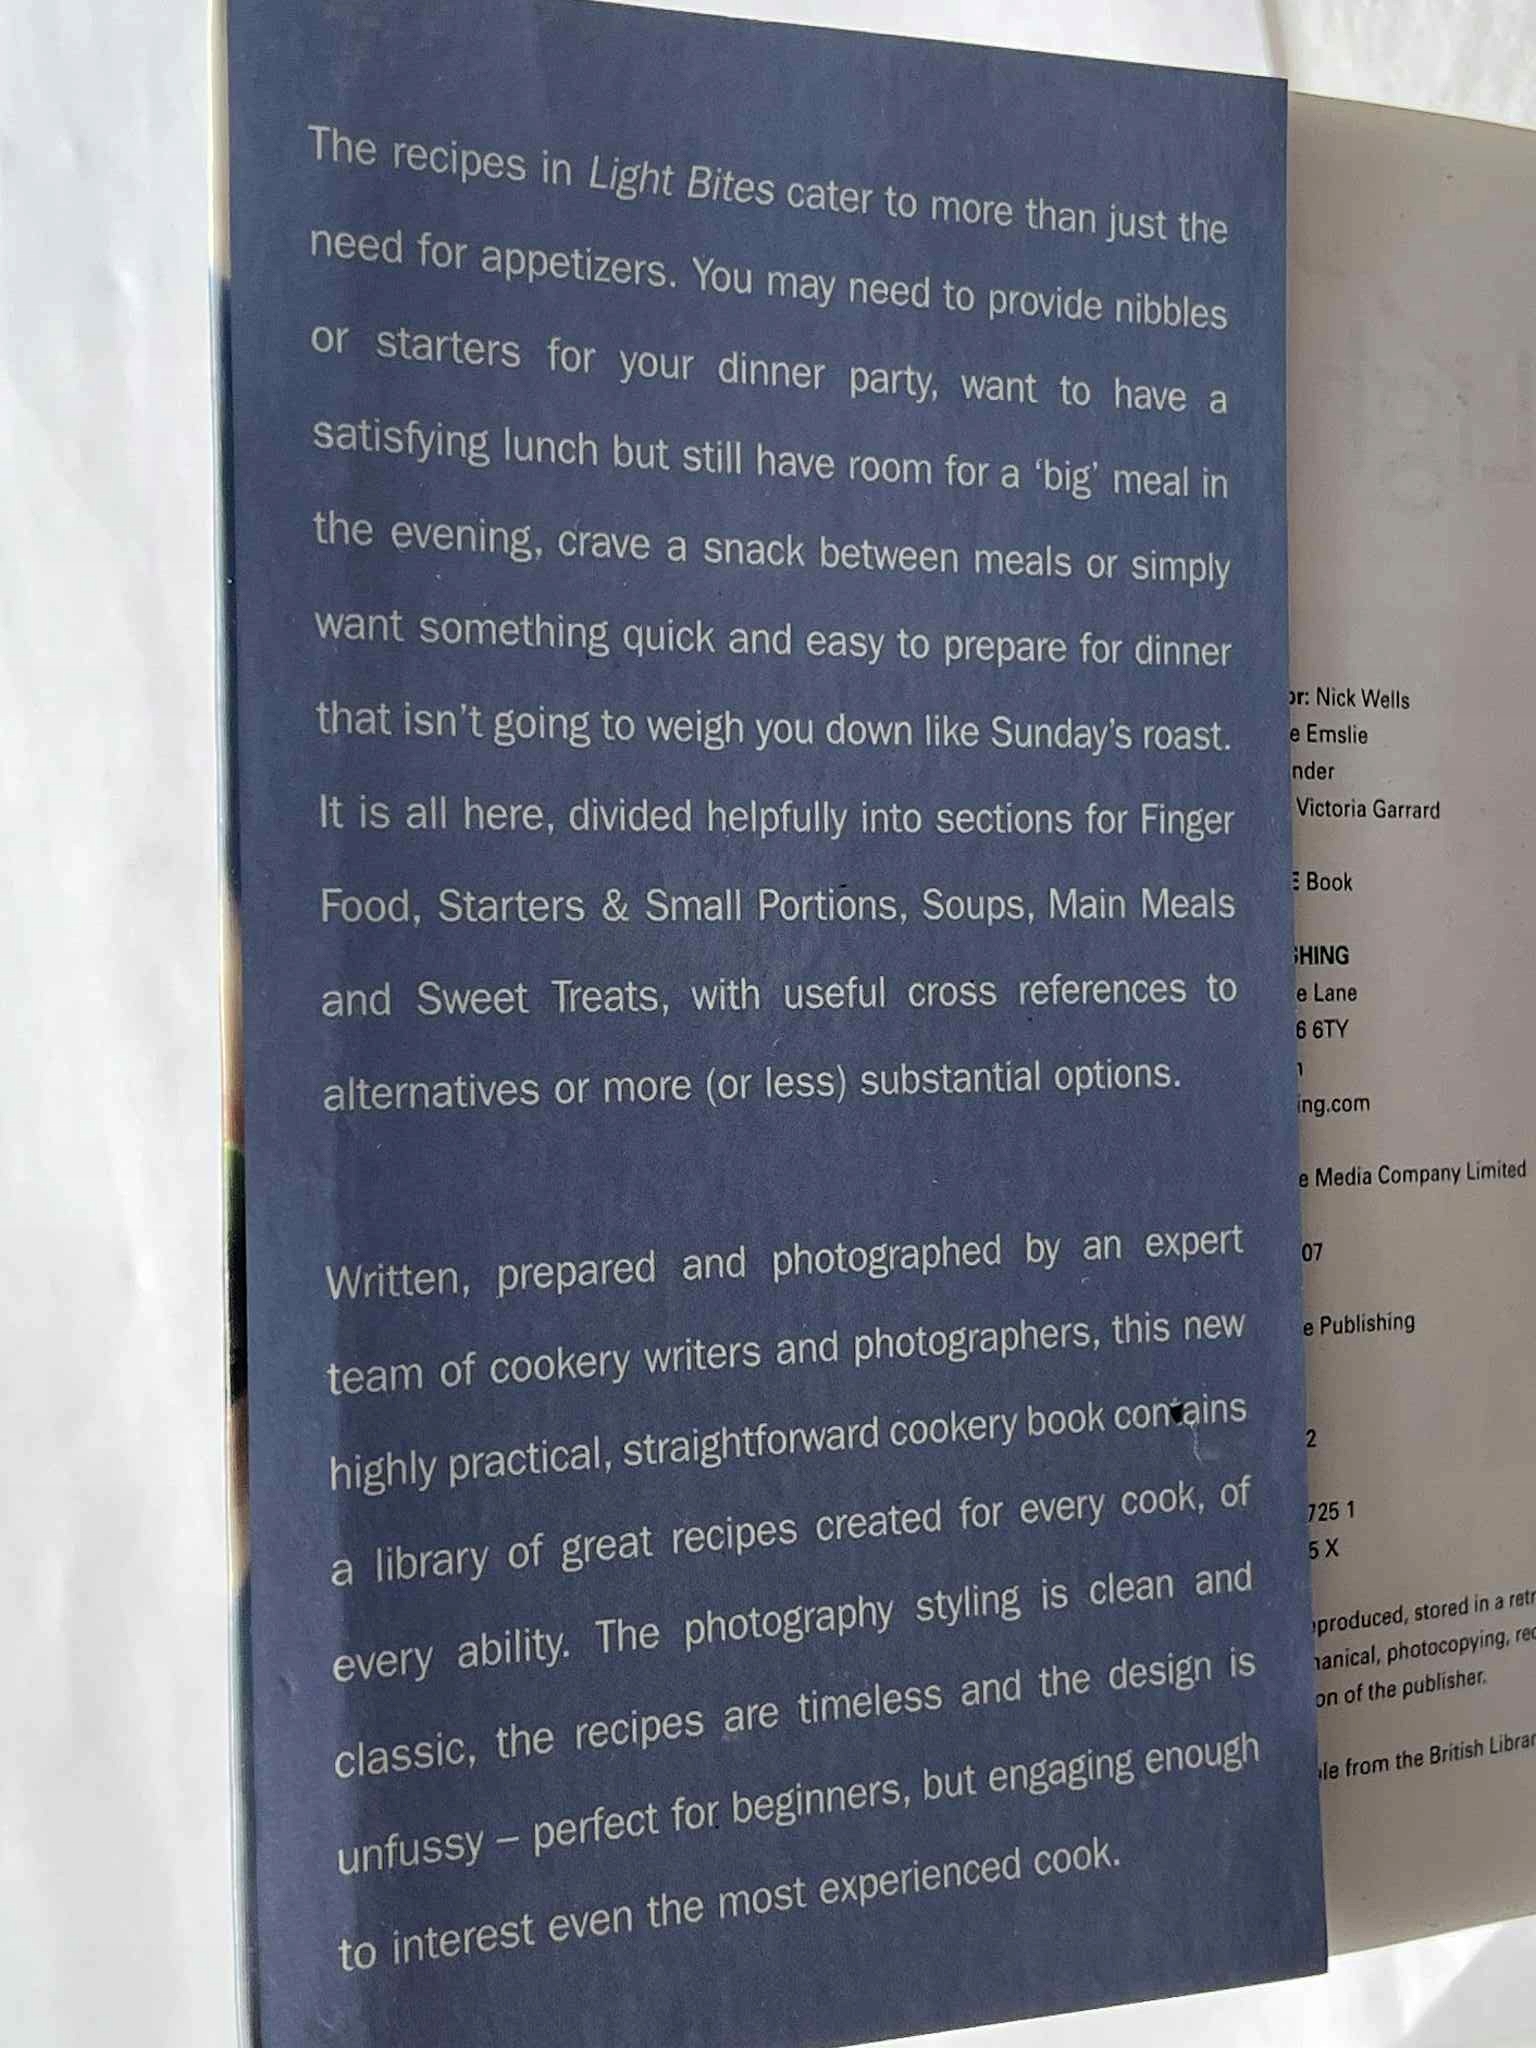 The recipes in Light Bites cater to more than just the
need for appetizers. You may need to provide nibbles
or starters for your dinner party, want to have a
satisfying lunch but still have room for a ‘big’ meal in
the evening, crave a snack between meals or simply
want something quick and easy to prepare for dinner
that isn’t going to weigh you down like Sunday’s roast.
It is all here, divided helpfully into sections for Finger
Food, Starters & Small Portions, Soups, Main Meals
and Sweet Treats, with useful cross references to
alternatives or more (or less) substantial options.
Written, prepared and photographed by an expert
team of cookery writers and photographers, this new
highly practical, straightforward cookery book contains
a library of great recipes created for every cook, of
every ability. The photography styling is clean and
classic, the recipes are timeless and the design is
unfussy – perfect for beginners, but engaging enough
to interest even the most experienced cook.
or: Nick Wells
e Emslie
nder
Victoria Garrard
E Book
SHING
e Lane
6 6TY
ing.com
e Media Company Limited
07
e Publishing
2
725 1
5 X
produced, stored in a retr
hanical, photocopying, rec
on of the publisher.
le from the British Librar